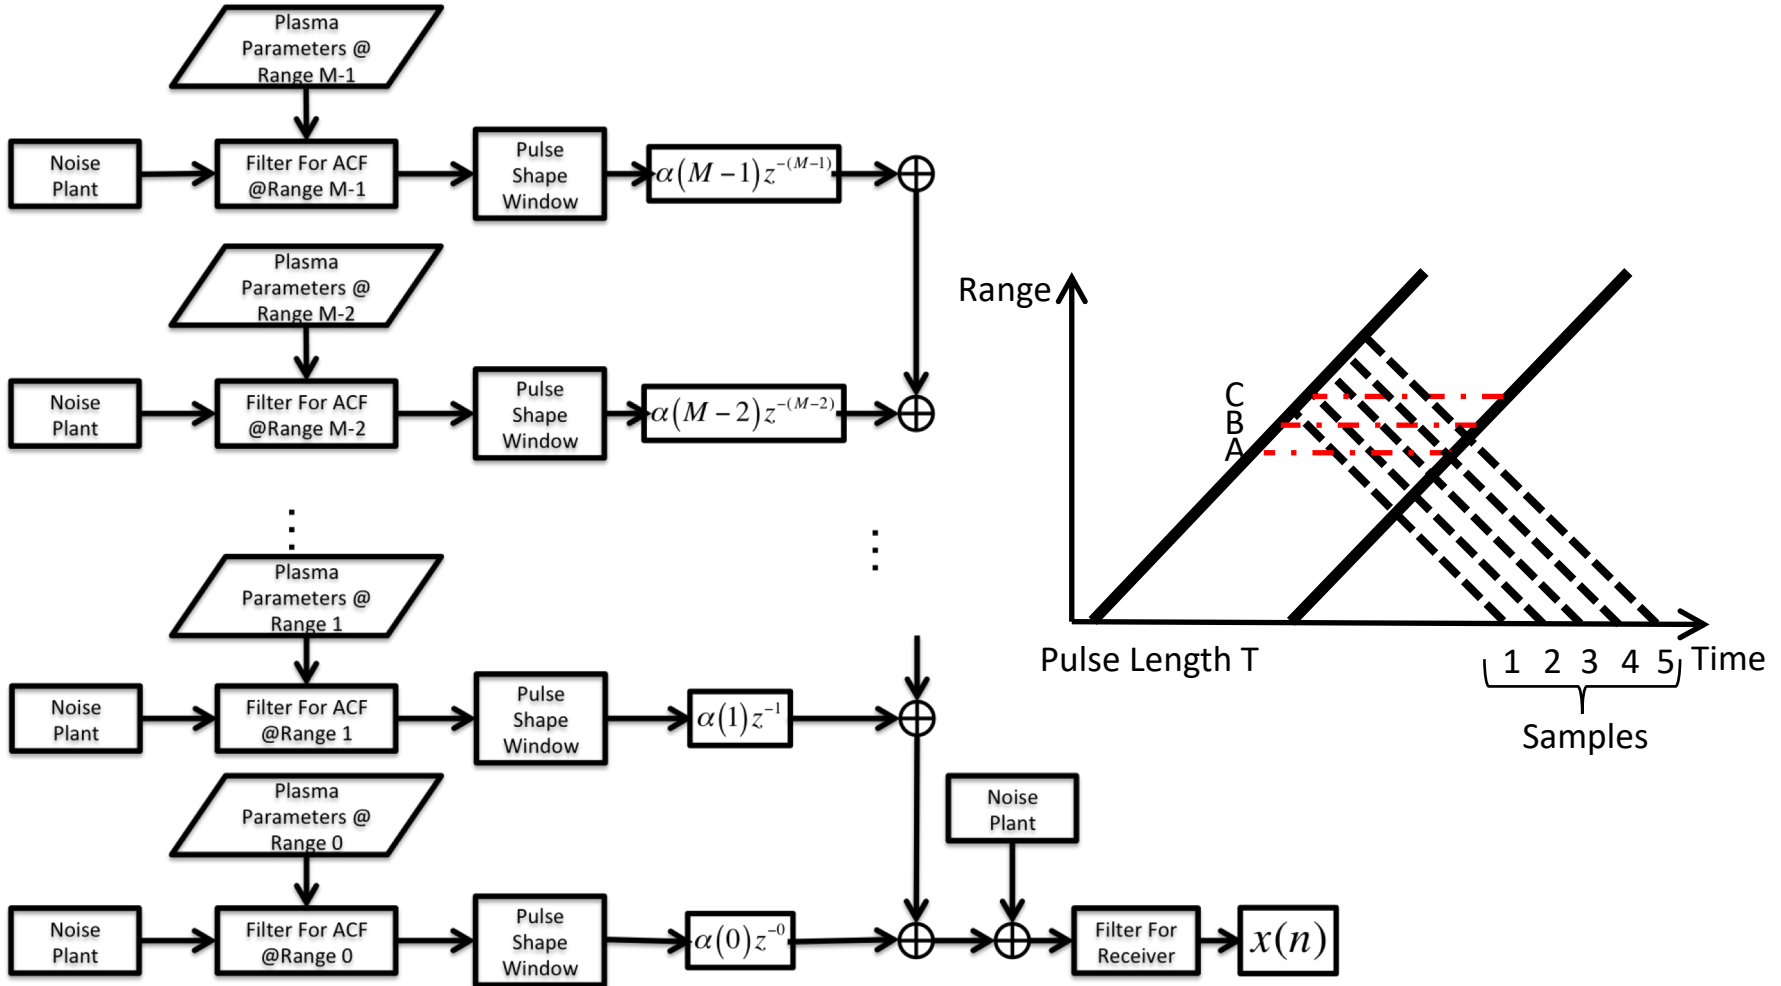 Plasma
Parameters @
Range M-1
Noise
Plant
Filter For ACF
@Range M-1
Pulse
Shape
Window
α(M−1)z^{−(M−1)}
Plasma
Parameters @
Range M-2
Noise
Plant
Filter For ACF
@Range M-2
Pulse
Shape
Window
α(M−2)z^{−(M−2)}
Plasma
Parameters @
Range 1
Noise
Plant
Filter For ACF
@Range 1
Pulse
Shape
Window
α(1)z^{−1}
Plasma
Parameters @
Range 0
Noise
Plant
Filter For ACF
@Range 0
Pulse
Shape
Window
α(0)z^{−0}
Noise
Plant
Filter For
Receiver
x(n)
Range
C
B
A
Pulse Length T
1 2 3 4 5 Time
Samples